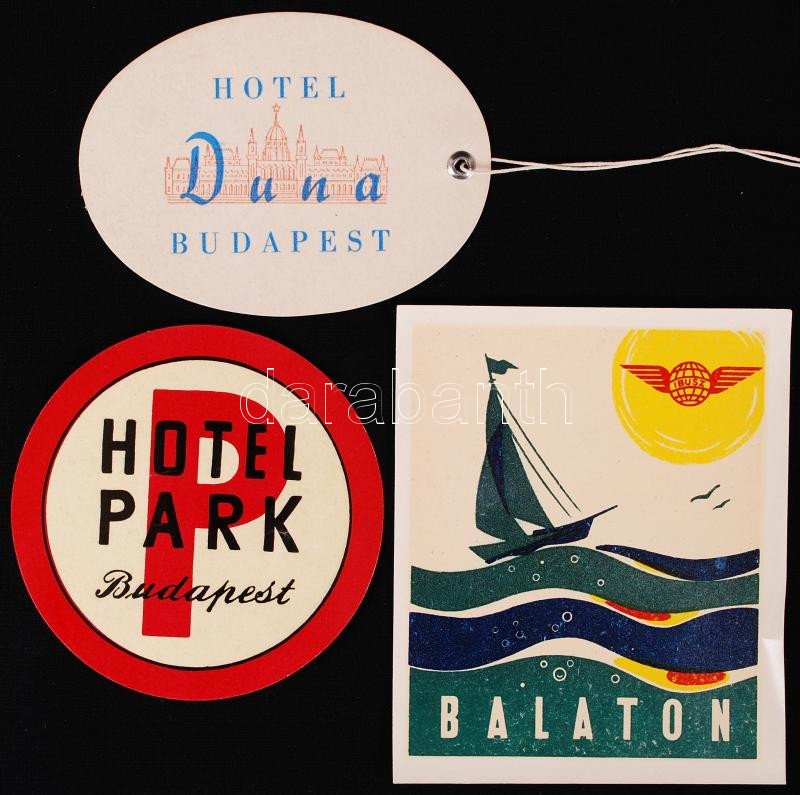 HOTEL
Duna
BUDAPEST
darabanth
P
HOTEL
PARK
Budapest
IBUSZ
BALATON